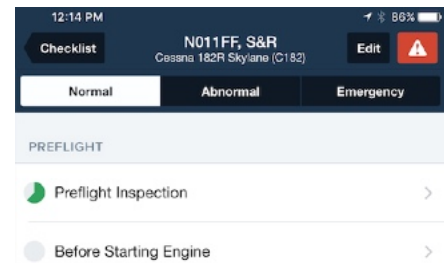 12:14 PM
86%
Checklist
N011FF, S&R
Cessna 182R Skylane (C182)
Edit
Normal
Abnormal
Emergency
PREFLIGHT
Preflight Inspection
Before Starting Engine